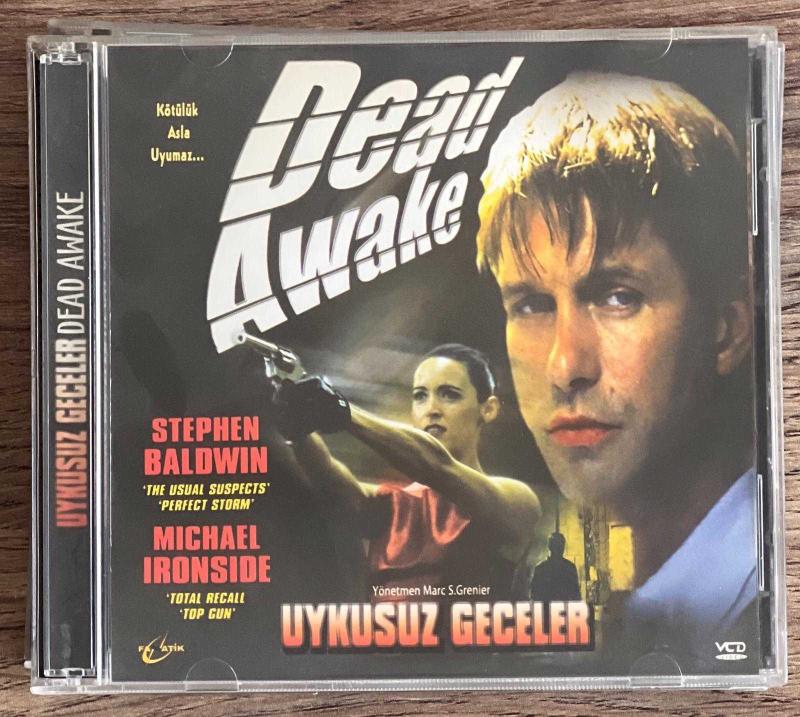 Kötülük
Asla
Uyumaz...
Dead
Awake
UYKUSUZ GECELER DEAD AWAKE
STEPHEN
BALDWIN
'THE USUAL SUSPECTS'
'PERFECT STORM'
MICHAEL
IRONSIDE
'TOTAL RECALL
'TOP GUN'
Yönetmen Marc S.Grenier
UYKUSUZ GECELER
FANATİK
VCD